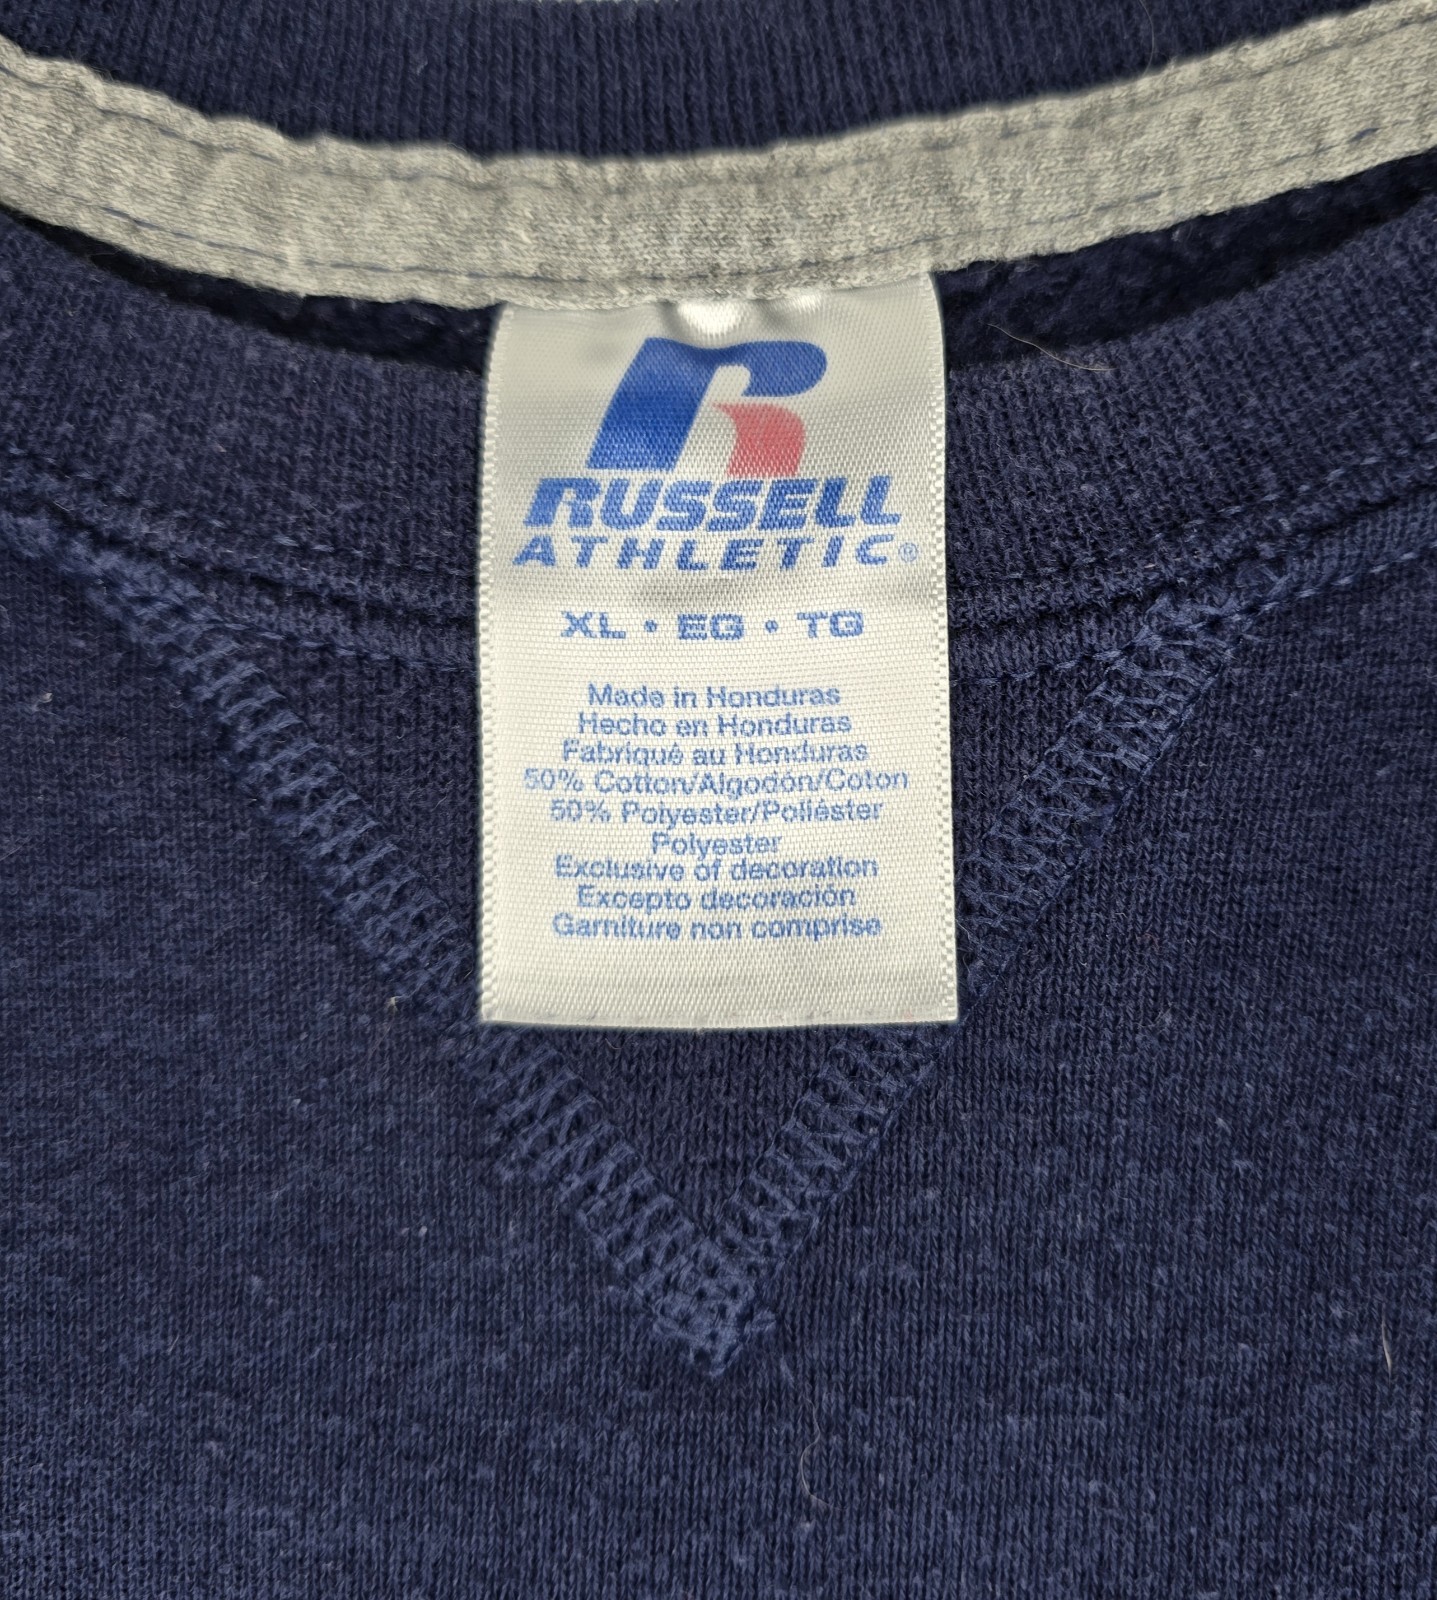 R
RUSSELL
ATHLETIC®
XL • EG • TG
Made in Honduras
Hecho en Honduras
Fabriqué au Honduras
50% Cotton/Algodón/Coton
50% Polyester/Poliéster
Polyester
Exclusive of decoration
Excepto decoración
Garniture non comprise